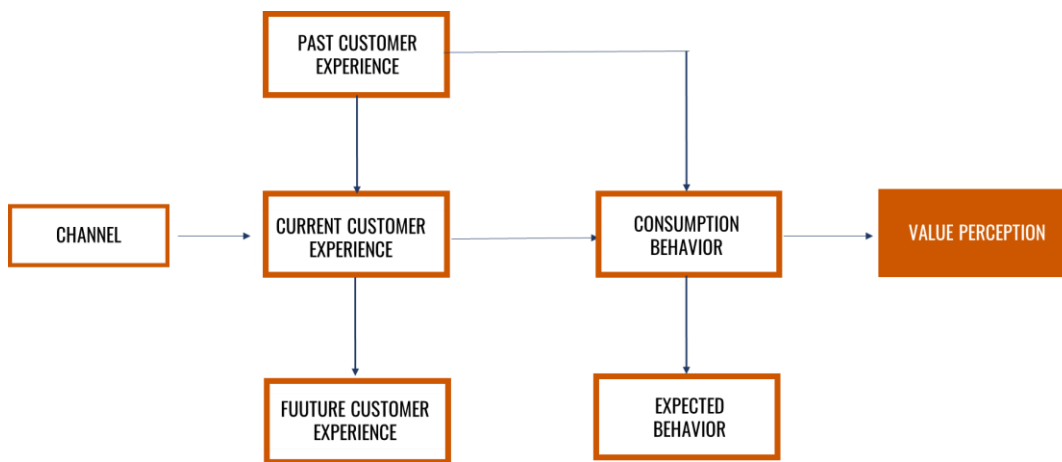 PAST CUSTOMER
EXPERIENCE
CHANNEL
CURRENT CUSTOMER
EXPERIENCE
CONSUMPTION
BEHAVIOR
VALUE PERCEPTION
FUUTURE CUSTOMER
EXPERIENCE
EXPECTED
BEHAVIOR